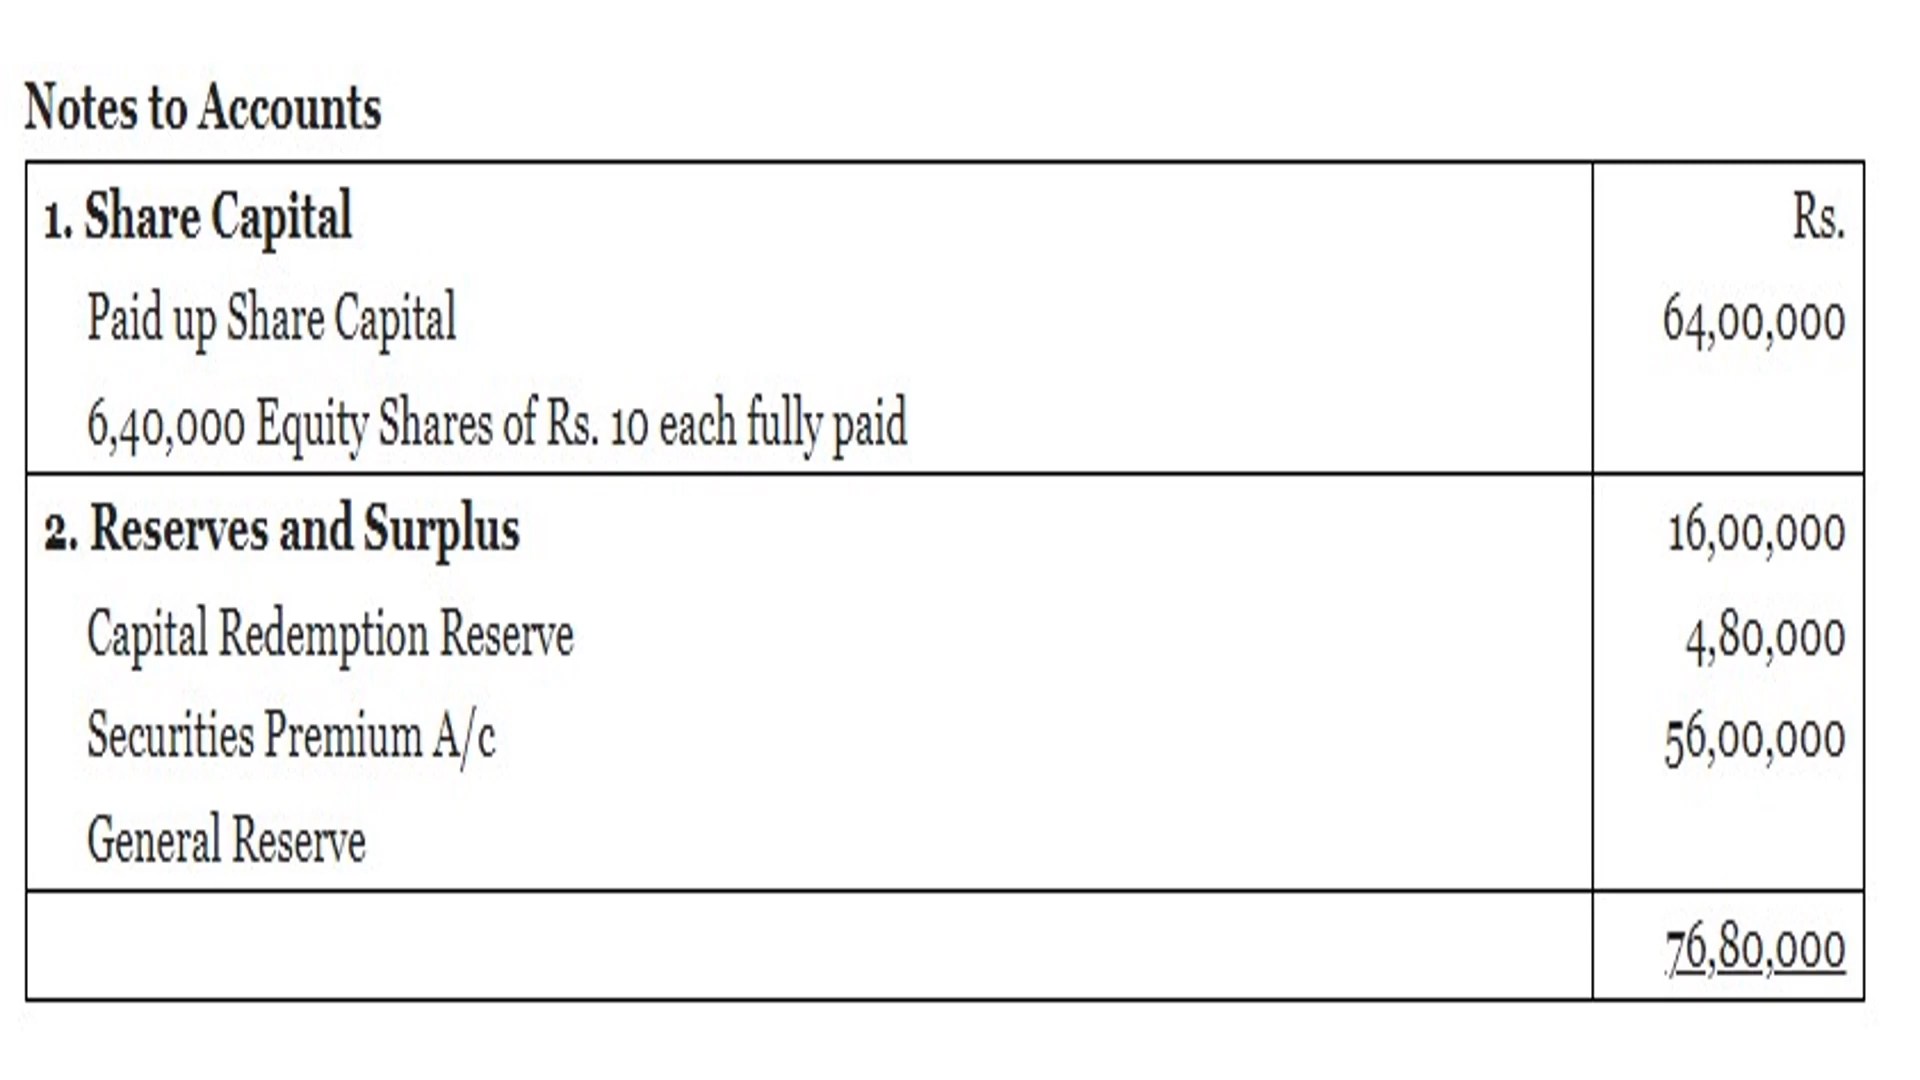 Notes to Accounts
1. Share Capital Rs.
Paid up Share Capital 64,00,000
6,40,000 Equity Shares of Rs. 10 each fully paid
2. Reserves and Surplus 16,00,000
Capital Redemption Reserve 4,80,000
Securities Premium A/c 56,00,000
General Reserve
76,80,000